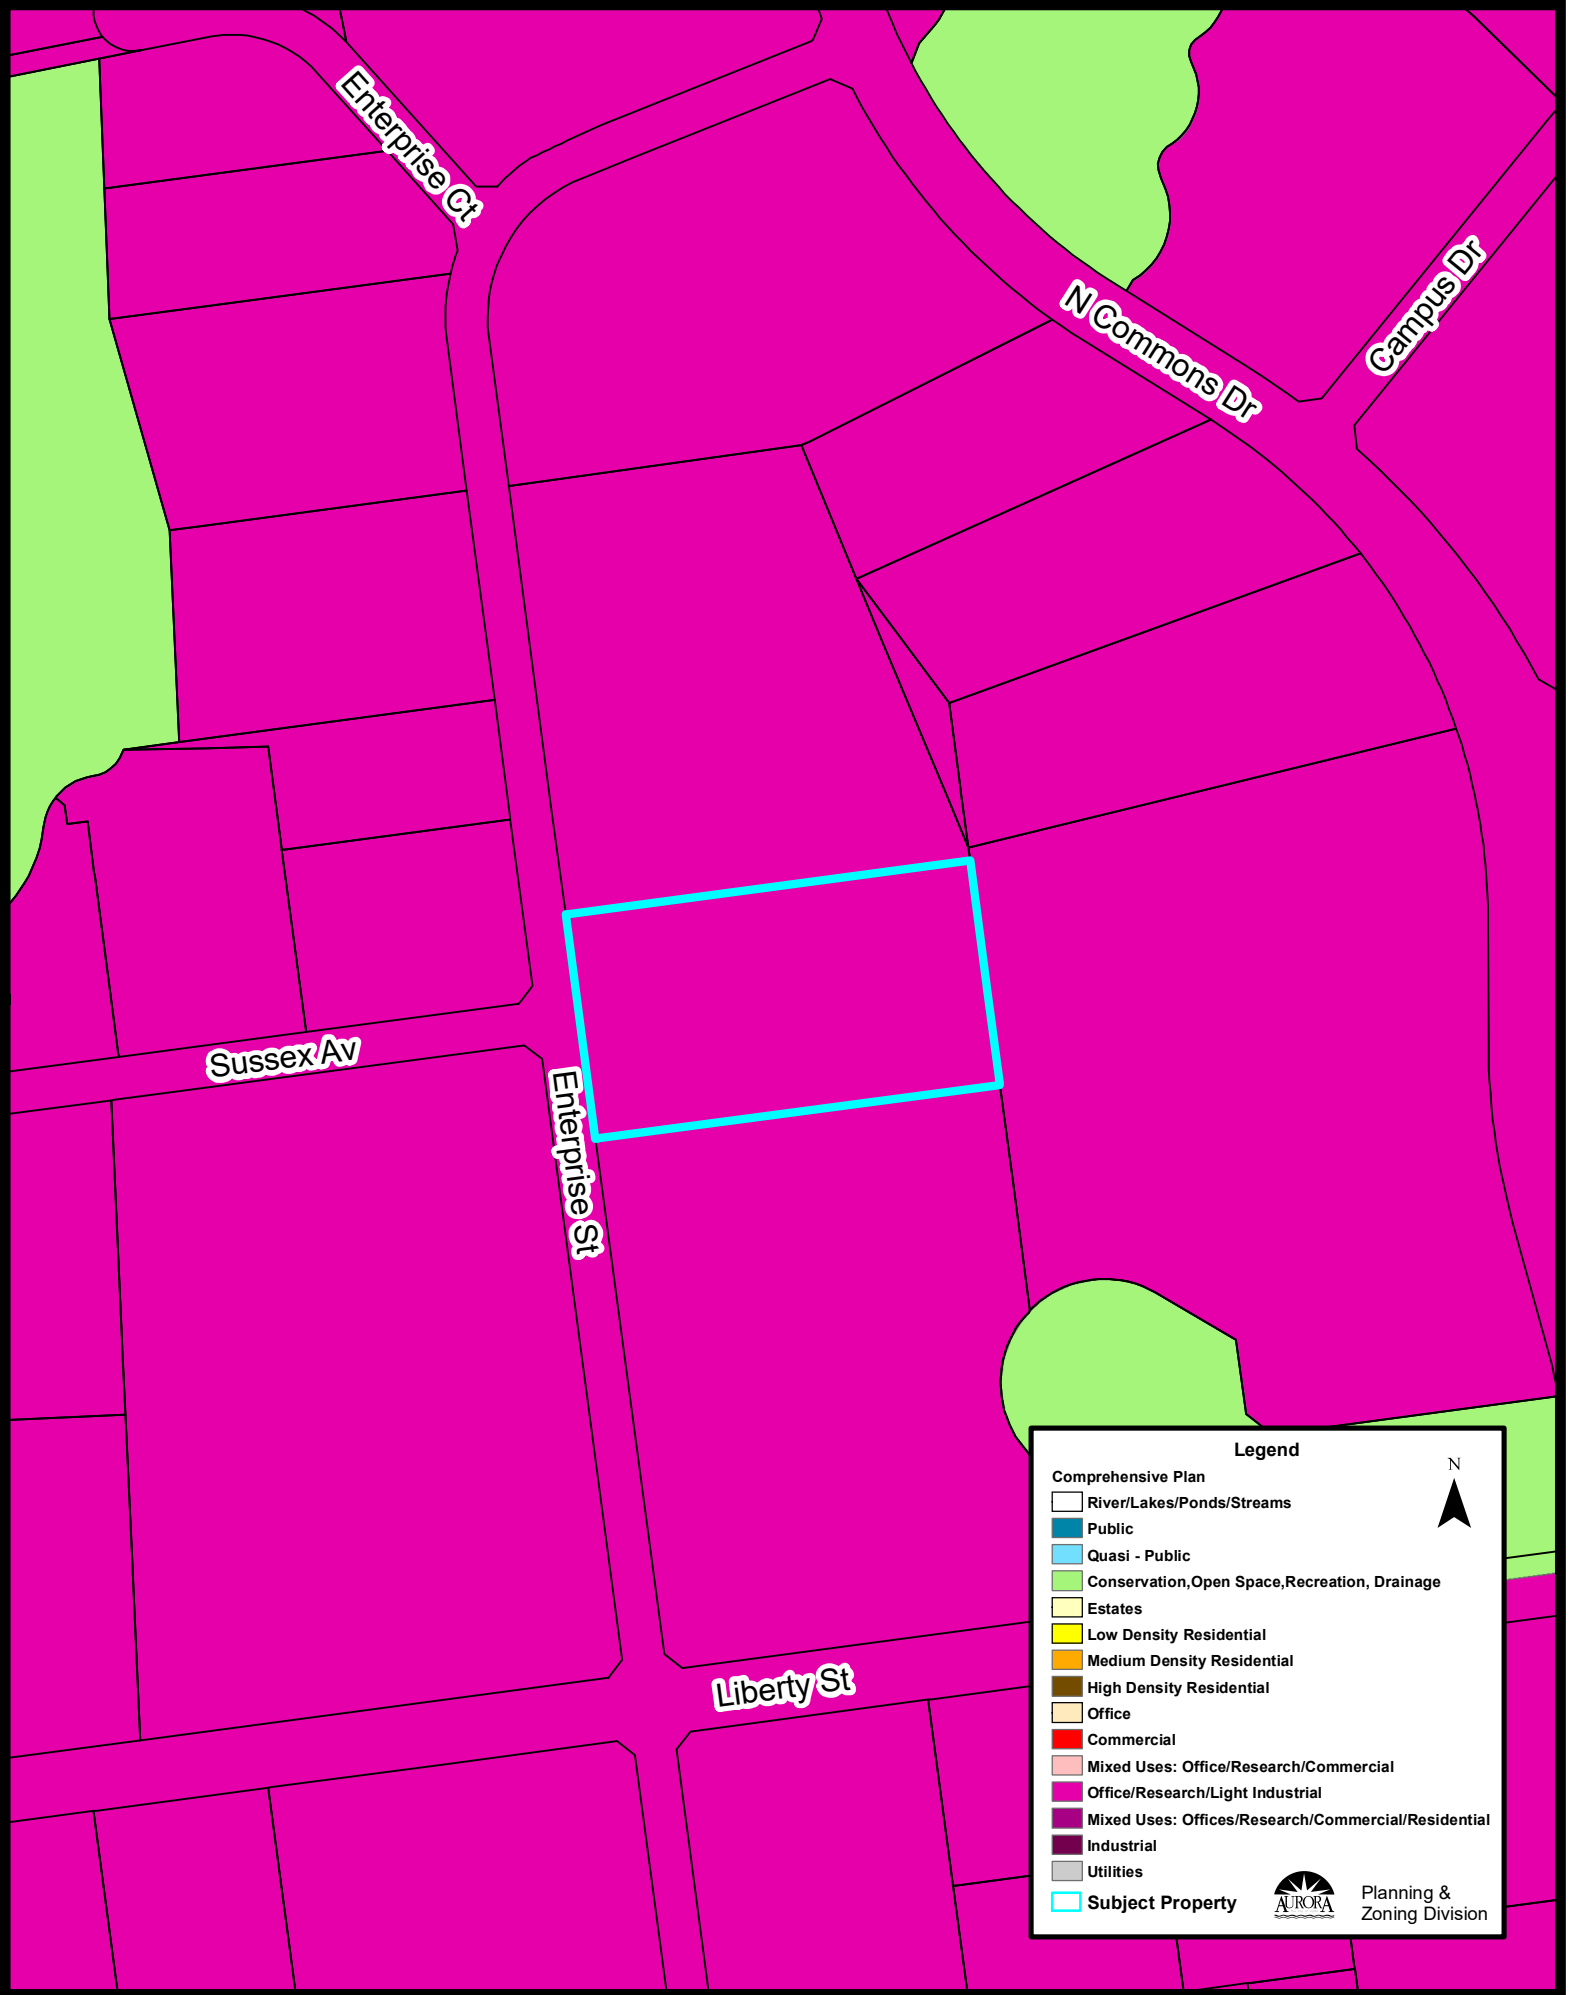 Enterprise Ct
N Commons Dr
Campus Dr
Sussex Av
Enterprise St
Liberty St
Legend
N
Comprehensive Plan
River/Lakes/Ponds/Streams
Public
Quasi - Public
Conservation,Open Space,Recreation, Drainage
Estates
Low Density Residential
Medium Density Residential
High Density Residential
Office
Commercial
Mixed Uses: Office/Research/Commercial
Office/Research/Light Industrial
Mixed Uses: Offices/Research/Commercial/Residential
Industrial
Utilities
Subject Property
AURORA
Planning &
Zoning Division